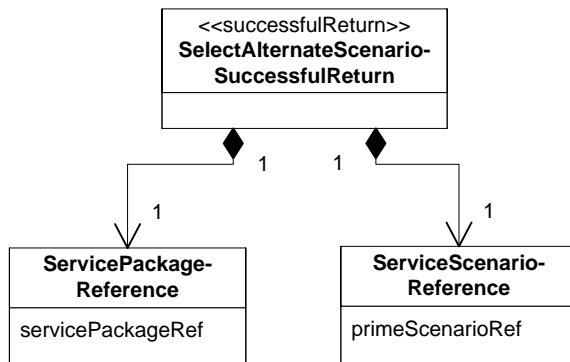 <<successfulReturn>>
SelectAlternateScenario-
SuccessfulReturn
1
1
1
1
ServicePackage-
Reference
servicePackageRef
ServiceScenario-
Reference
primeScenarioRef